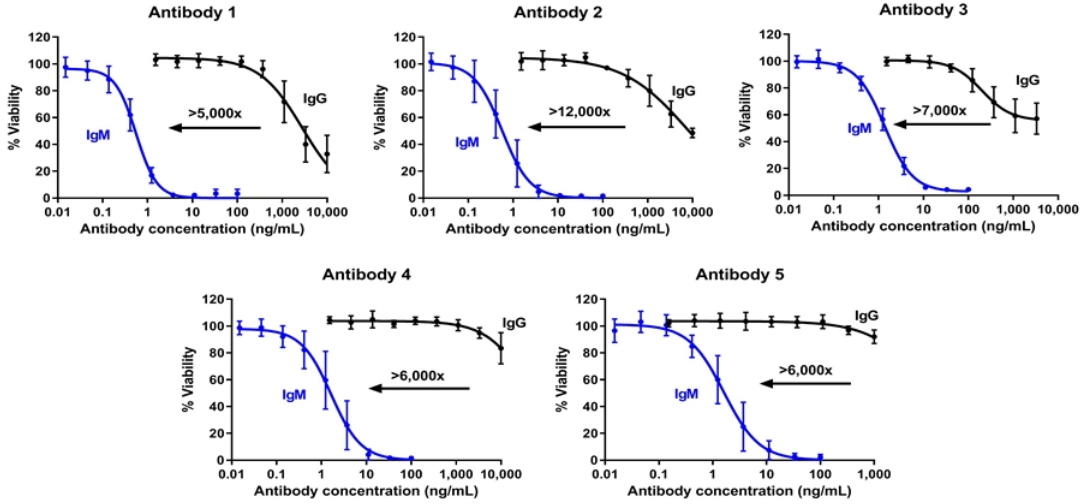 Antibody 1
120
100
80
60
40
20
0
% Viability
IgM
>5,000x
IgG
0.01 0.1 1 10 100 1,000 10,000
Antibody concentration (ng/mL)
Antibody 2
120
100
80
60
40
20
0
% Viability
IgM
>12,000x
IgG
0.01 0.1 1 10 100 1,000 10,000
Antibody concentration (ng/mL)
Antibody 3
120
100
80
60
40
20
0
% Viability
IgM
>7,000x
IgG
0.01 0.1 1 10 100 1,000 10,000
Antibody concentration (ng/mL)
Antibody 4
120
100
80
60
40
20
0
% Viability
IgM
>6,000x
IgG
0.01 0.1 1 10 100 1,000 10,000
Antibody concentration (ng/mL)
Antibody 5
120
100
80
60
40
20
0
% Viability
IgM
>6,000x
IgG
0.01 0.1 1 10 100 1,000
Antibody concentration (ng/mL)